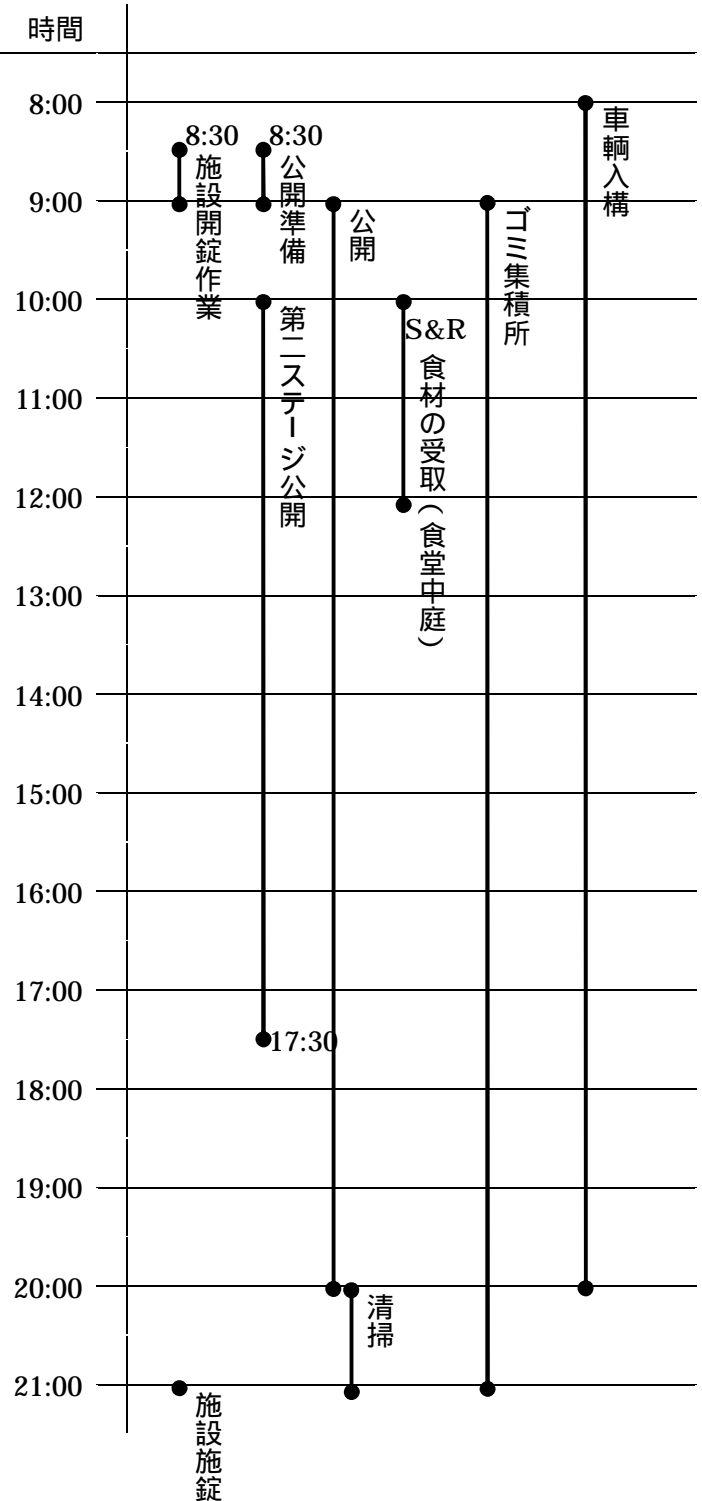 時間
8:00
8:30
8:30
9:00
10:00
11:00
12:00
13:00
14:00
15:00
16:00
17:00
17:30
18:00
19:00
20:00
21:00
施設開錠作業
公開準備
公開
第二ステージ公開
S&R
食材の受取(食堂中庭)
ゴミ集積所
車輌入構
清掃
施設施錠